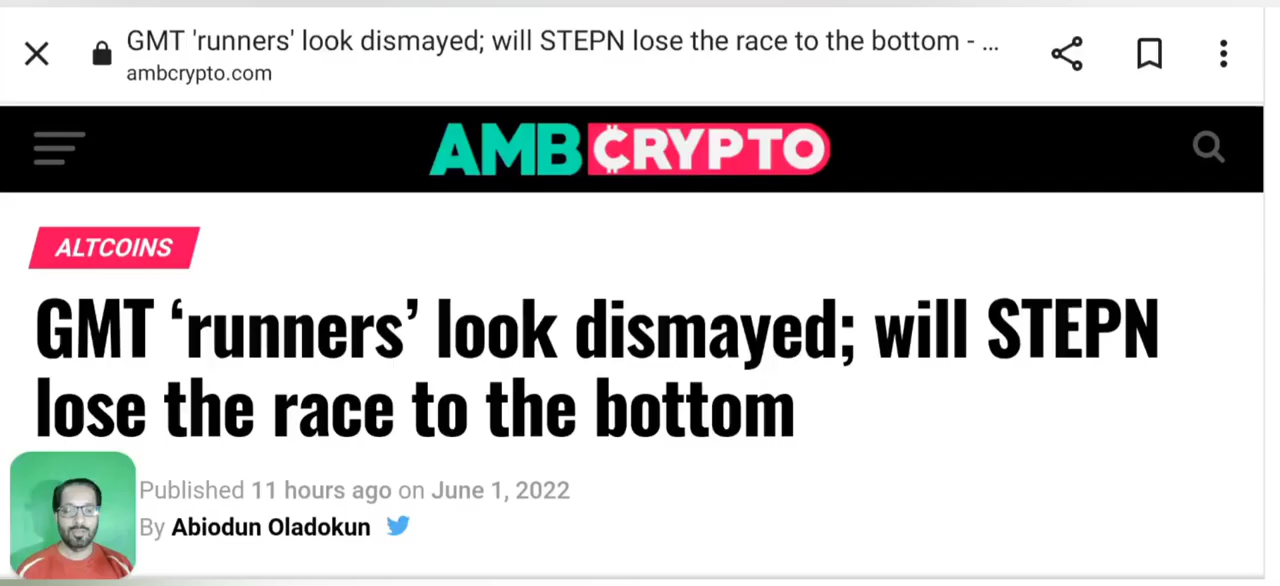 GMT 'runners' look dismayed; will STEPN lose the race to the bottom - ...
ambcrypto.com
AMBCRYPTO
ALTCOINS
GMT ‘runners’ look dismayed; will STEPN
lose the race to the bottom
Published 11 hours ago on June 1, 2022
By Abiodun Oladokun